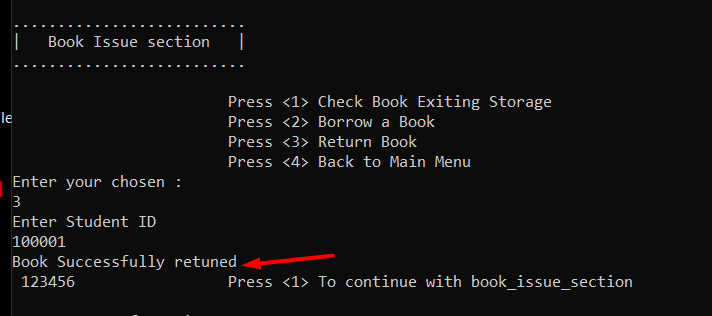 ..........................
|   Book Issue section   |
..........................
Press <1> Check Book Exiting Storage
Press <2> Borrow a Book
Press <3> Return Book
Press <4> Back to Main Menu
le
Enter your chosen :
3
Enter Student ID
100001
Book Successfully retuned
123456                 Press <1> To continue with book_issue_section